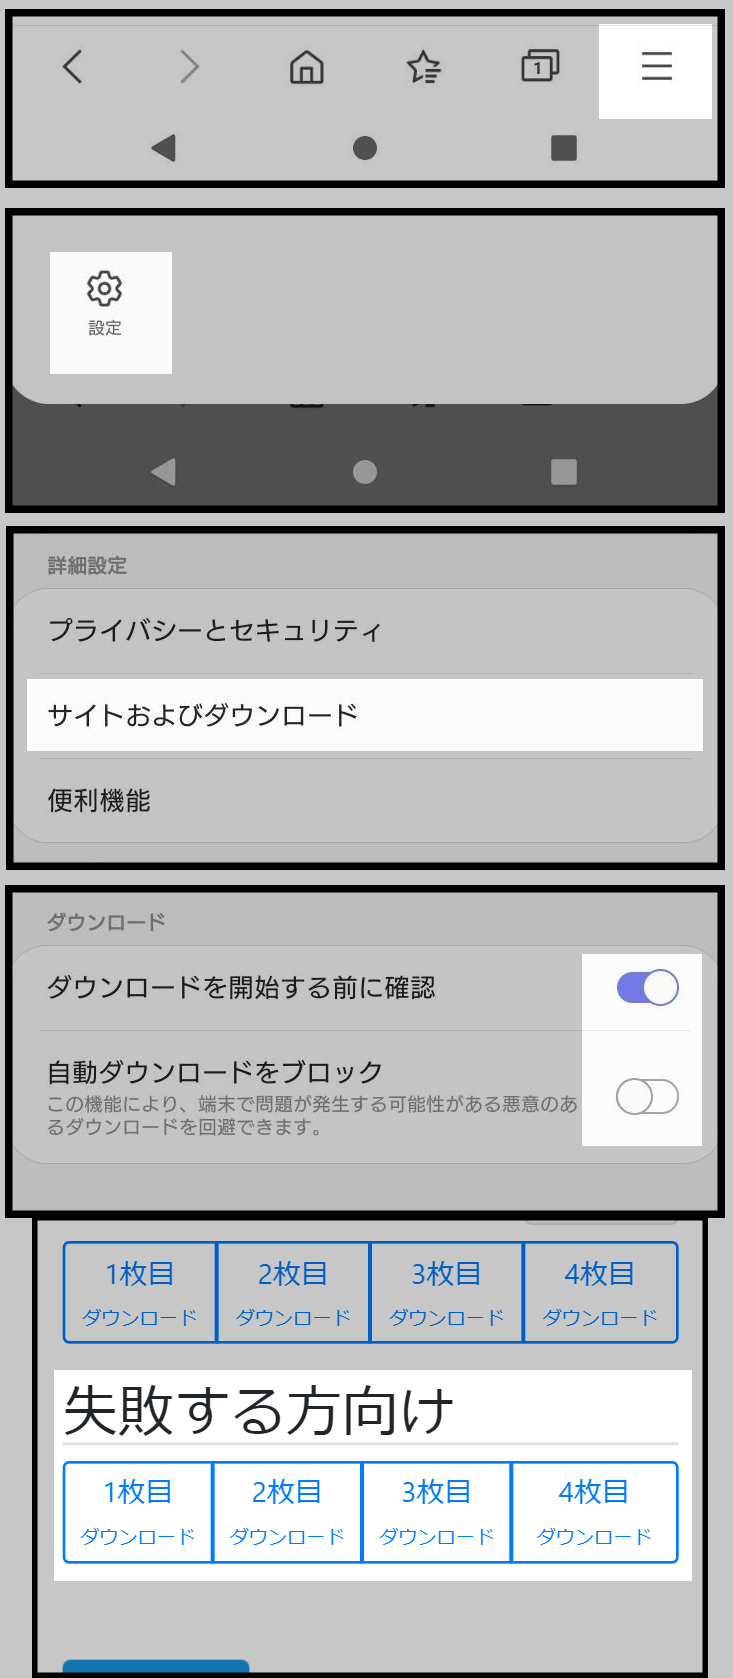 1
設定
詳細設定
プライバシーとセキュリティ
サイトおよびダウンロード
便利機能
ダウンロード
ダウンロードを開始する前に確認
自動ダウンロードをブロック
この機能により、端末で問題が発生する可能性がある悪意のあ
るダウンロードを回避できます。
1枚目 2枚目 3枚目 4枚目
ダウンロード ダウンロード ダウンロード ダウンロード
失敗する方向け
1枚目 2枚目 3枚目 4枚目
ダウンロード ダウンロード ダウンロード ダウンロード